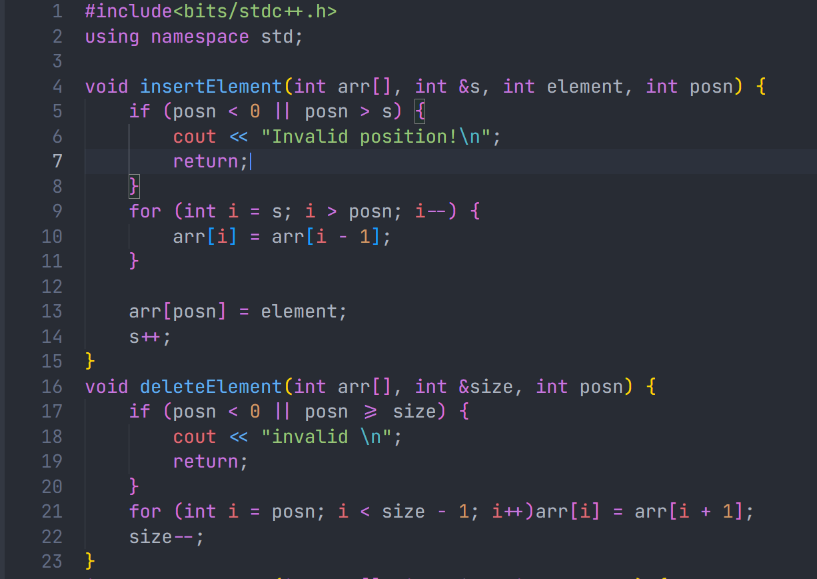 1 #include<bits/stdc++.h>
2 using namespace std;
3
4 void insertElement(int arr[], int &s, int element, int posn) {
5     if (posn < 0 || posn > s) {
6         cout << "Invalid position!\n";
7         return;
8     }
9     for (int i = s; i > posn; i--) {
10         arr[i] = arr[i - 1];
11     }
12
13     arr[posn] = element;
14     s++;
15 }
16 void deleteElement(int arr[], int &size, int posn) {
17     if (posn < 0 || posn >= size) {
18         cout << "invalid \n";
19         return;
20     }
21     for (int i = posn; i < size - 1; i++)arr[i] = arr[i + 1];
22     size--;
23 }